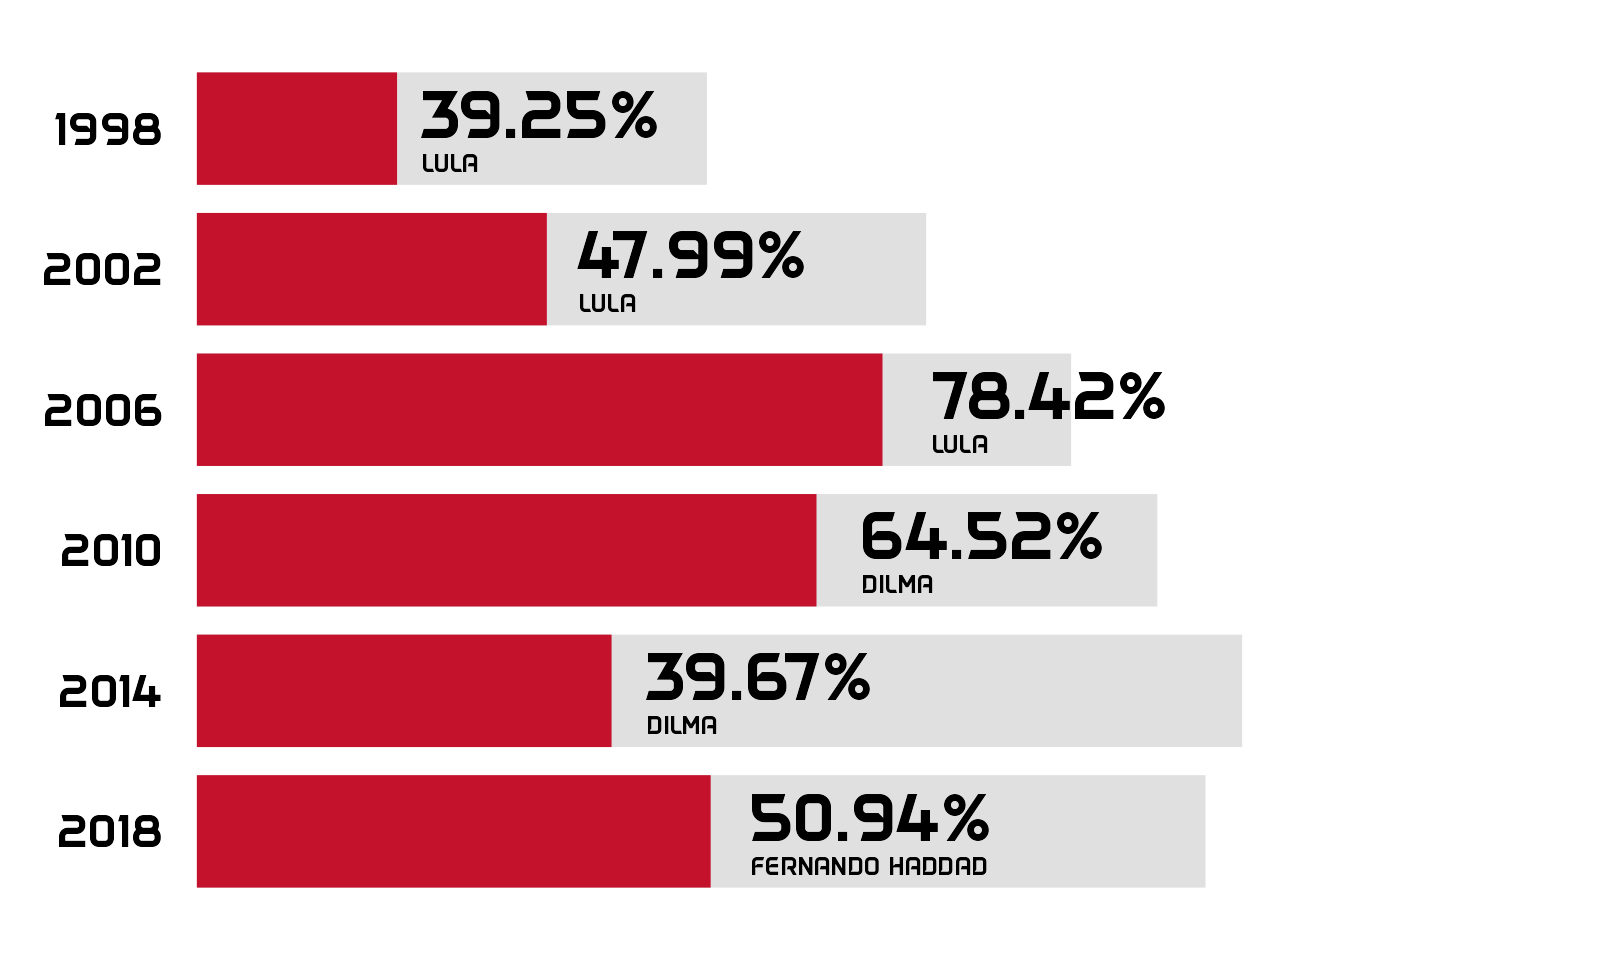 1998
39.25%
LULA
2002
47.99%
LULA
2006
78.42%
LULA
2010
64.52%
DILMA
2014
39.67%
DILMA
2018
50.94%
FERNANDO HADDAD